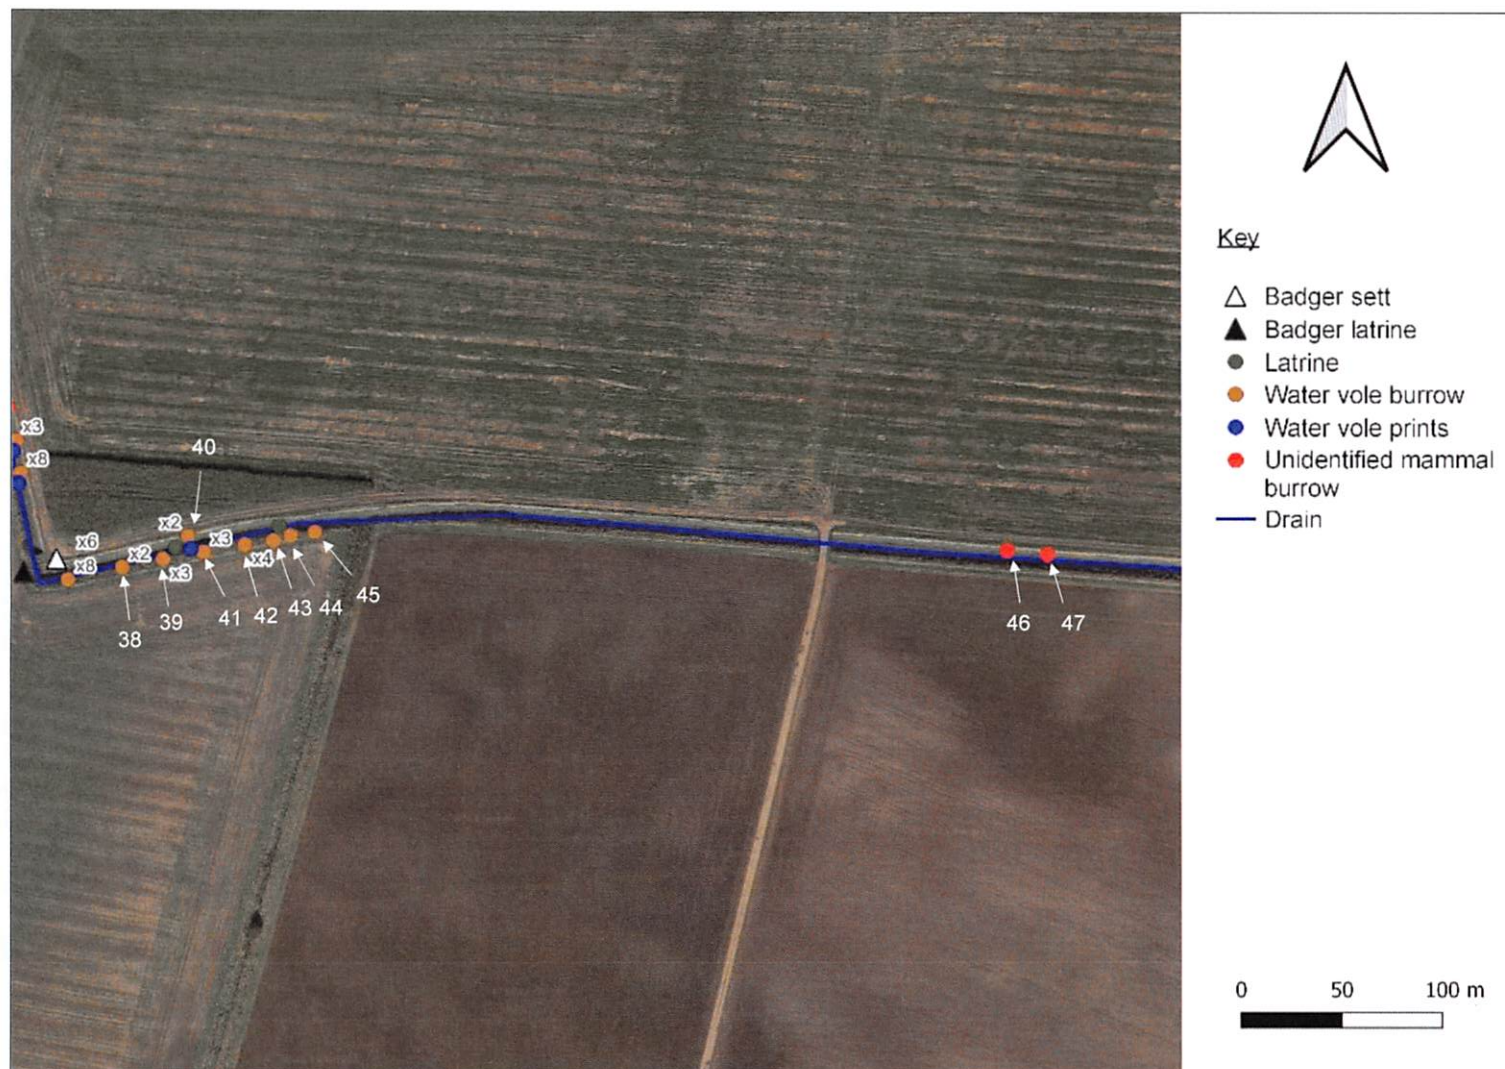 40
x3
x8
x6
x2
x3
x2
x8
x3
x4
38
39
41
42
43
44
45
46
47
Key
Badger sett
Badger latrine
Latrine
Water vole burrow
Water vole prints
Unidentified mammal
burrow
Drain
0 50 100 m